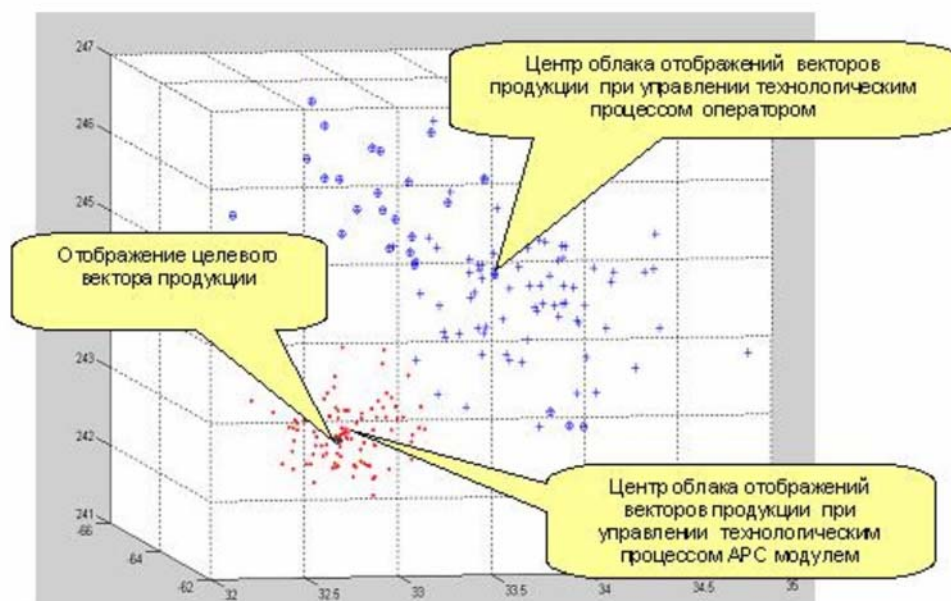 247
246
245
243
242
241
-66
-64
-62
32
32.5
33
33.5
34
34.5
35
Центр облака отображений векторов
продукции при управлении технологическим
процессом оператором
Отображение целевого
вектора продукции
Центр облака отображений
векторов продукции при
управлении технологическим
процессом АРС модулем